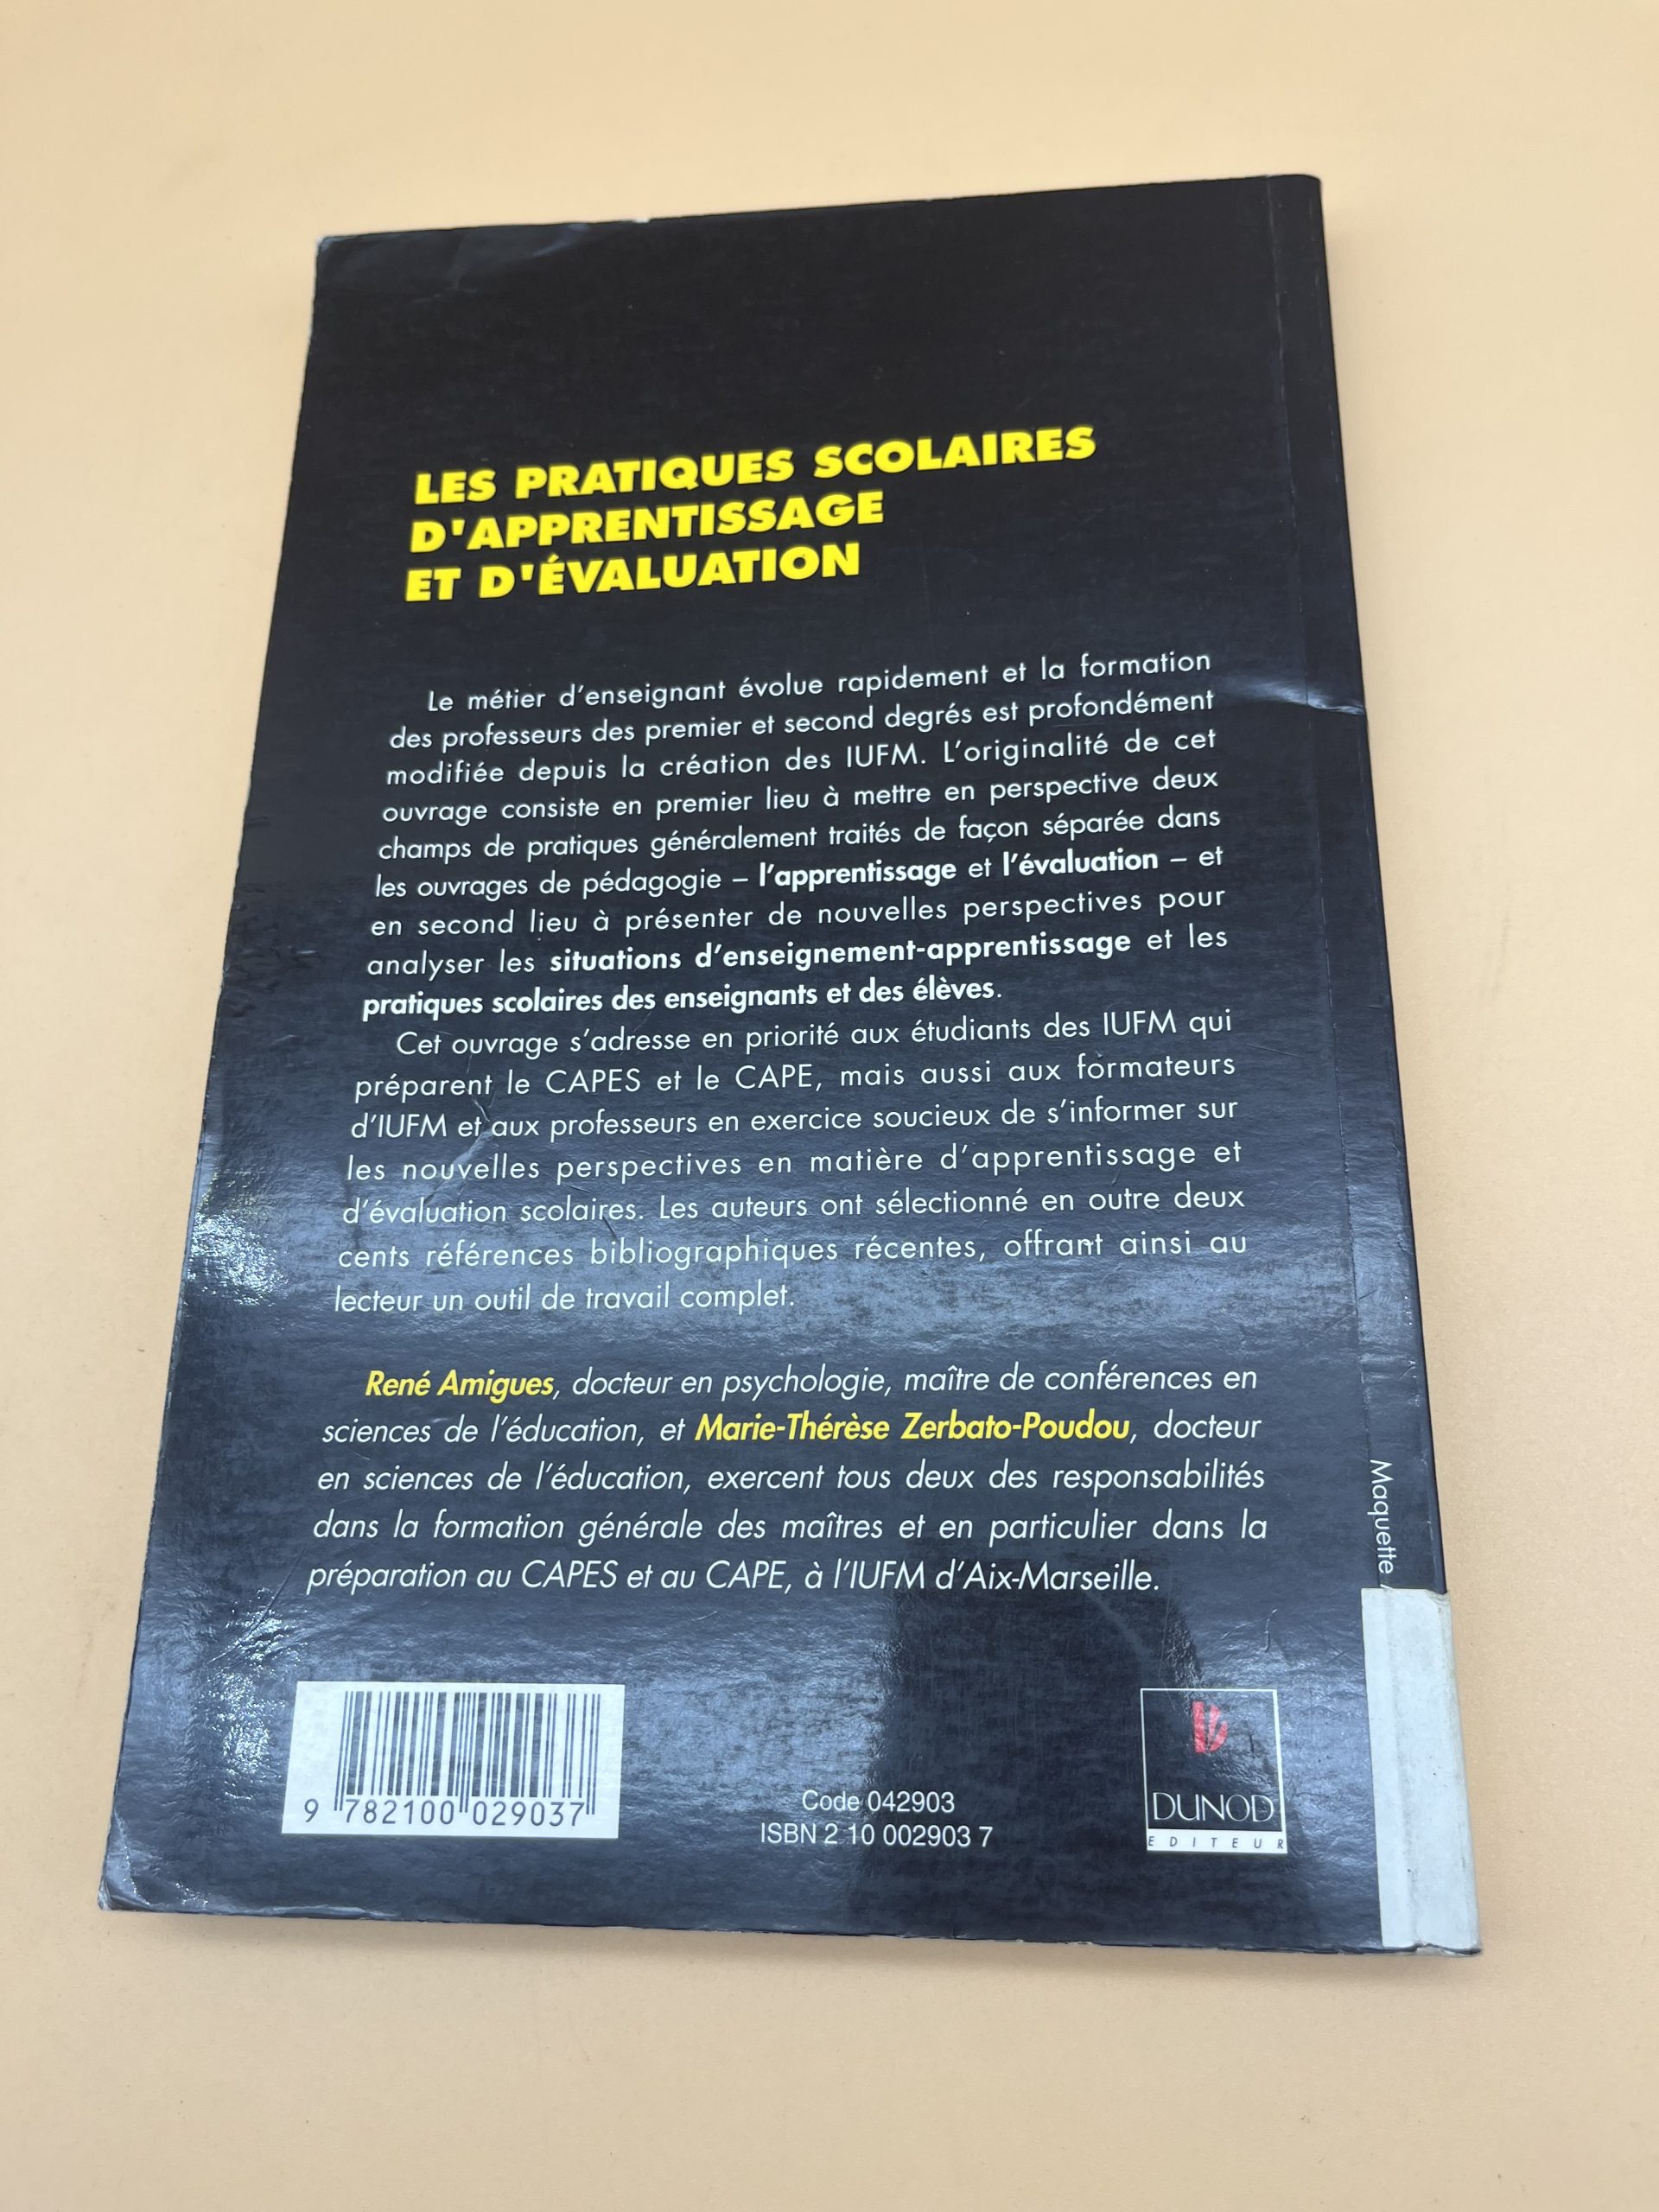 LES PRATIQUES SCOLAIRES
D'APPRENTISSAGE
ET D'ÉVALUATION
Le métier d'enseignant évolue rapidement et la formation
des professeurs des premier et second degrés est profondément
modifiée depuis la création des IUFM. L'originalité de cet
ouvrage consiste en premier lieu à mettre en perspective deux
champs de pratiques généralement traités de façon séparée dans
les ouvrages de pédagogie – l'apprentissage et l'évaluation – et
en second lieu à présenter de nouvelles perspectives pour
analyser les situations d'enseignement-apprentissage et les
pratiques scolaires des enseignants et des élèves.
Cet ouvrage s'adresse en priorité aux étudiants des IUFM qui
préparent le CAPES et le CAPE, mais aussi aux formateurs
d'IUFM et aux professeurs en exercice soucieux de s'informer sur
les nouvelles perspectives en matière d'apprentissage et
d'évaluation scolaires. Les auteurs ont sélectionné en outre deux
cents références bibliographiques récentes, offrant ainsi au
lecteur un outil de travail complet.
René Amigues, docteur en psychologie, maître de conférences en
sciences de l'éducation, et Marie-Thérèse Zerbato-Poudou, docteur
en sciences de l'éducation, exercent tous deux des responsabilités
dans la formation générale des maîtres et en particulier dans la
préparation au CAPES et au CAPE, à l'IUFM d'Aix-Marseille.
Maquette
9 782100 029037
Code 042903
ISBN 2 10 002903 7
DUNOD
EDITEUR